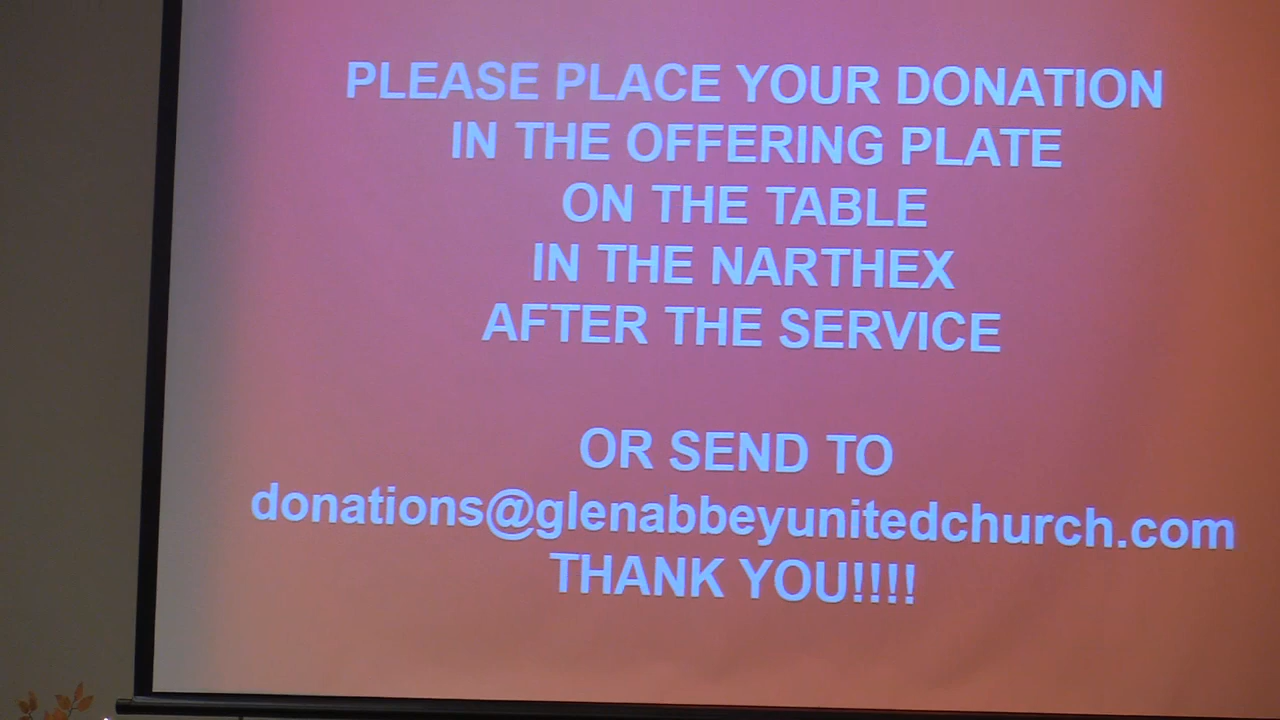 PLEASE PLACE YOUR DONATION
IN THE OFFERING PLATE
ON THE TABLE
IN THE NARTHEX
AFTER THE SERVICE
OR SEND TO
donations@glenabbeyunitedchurch.com
THANK YOU!!!!